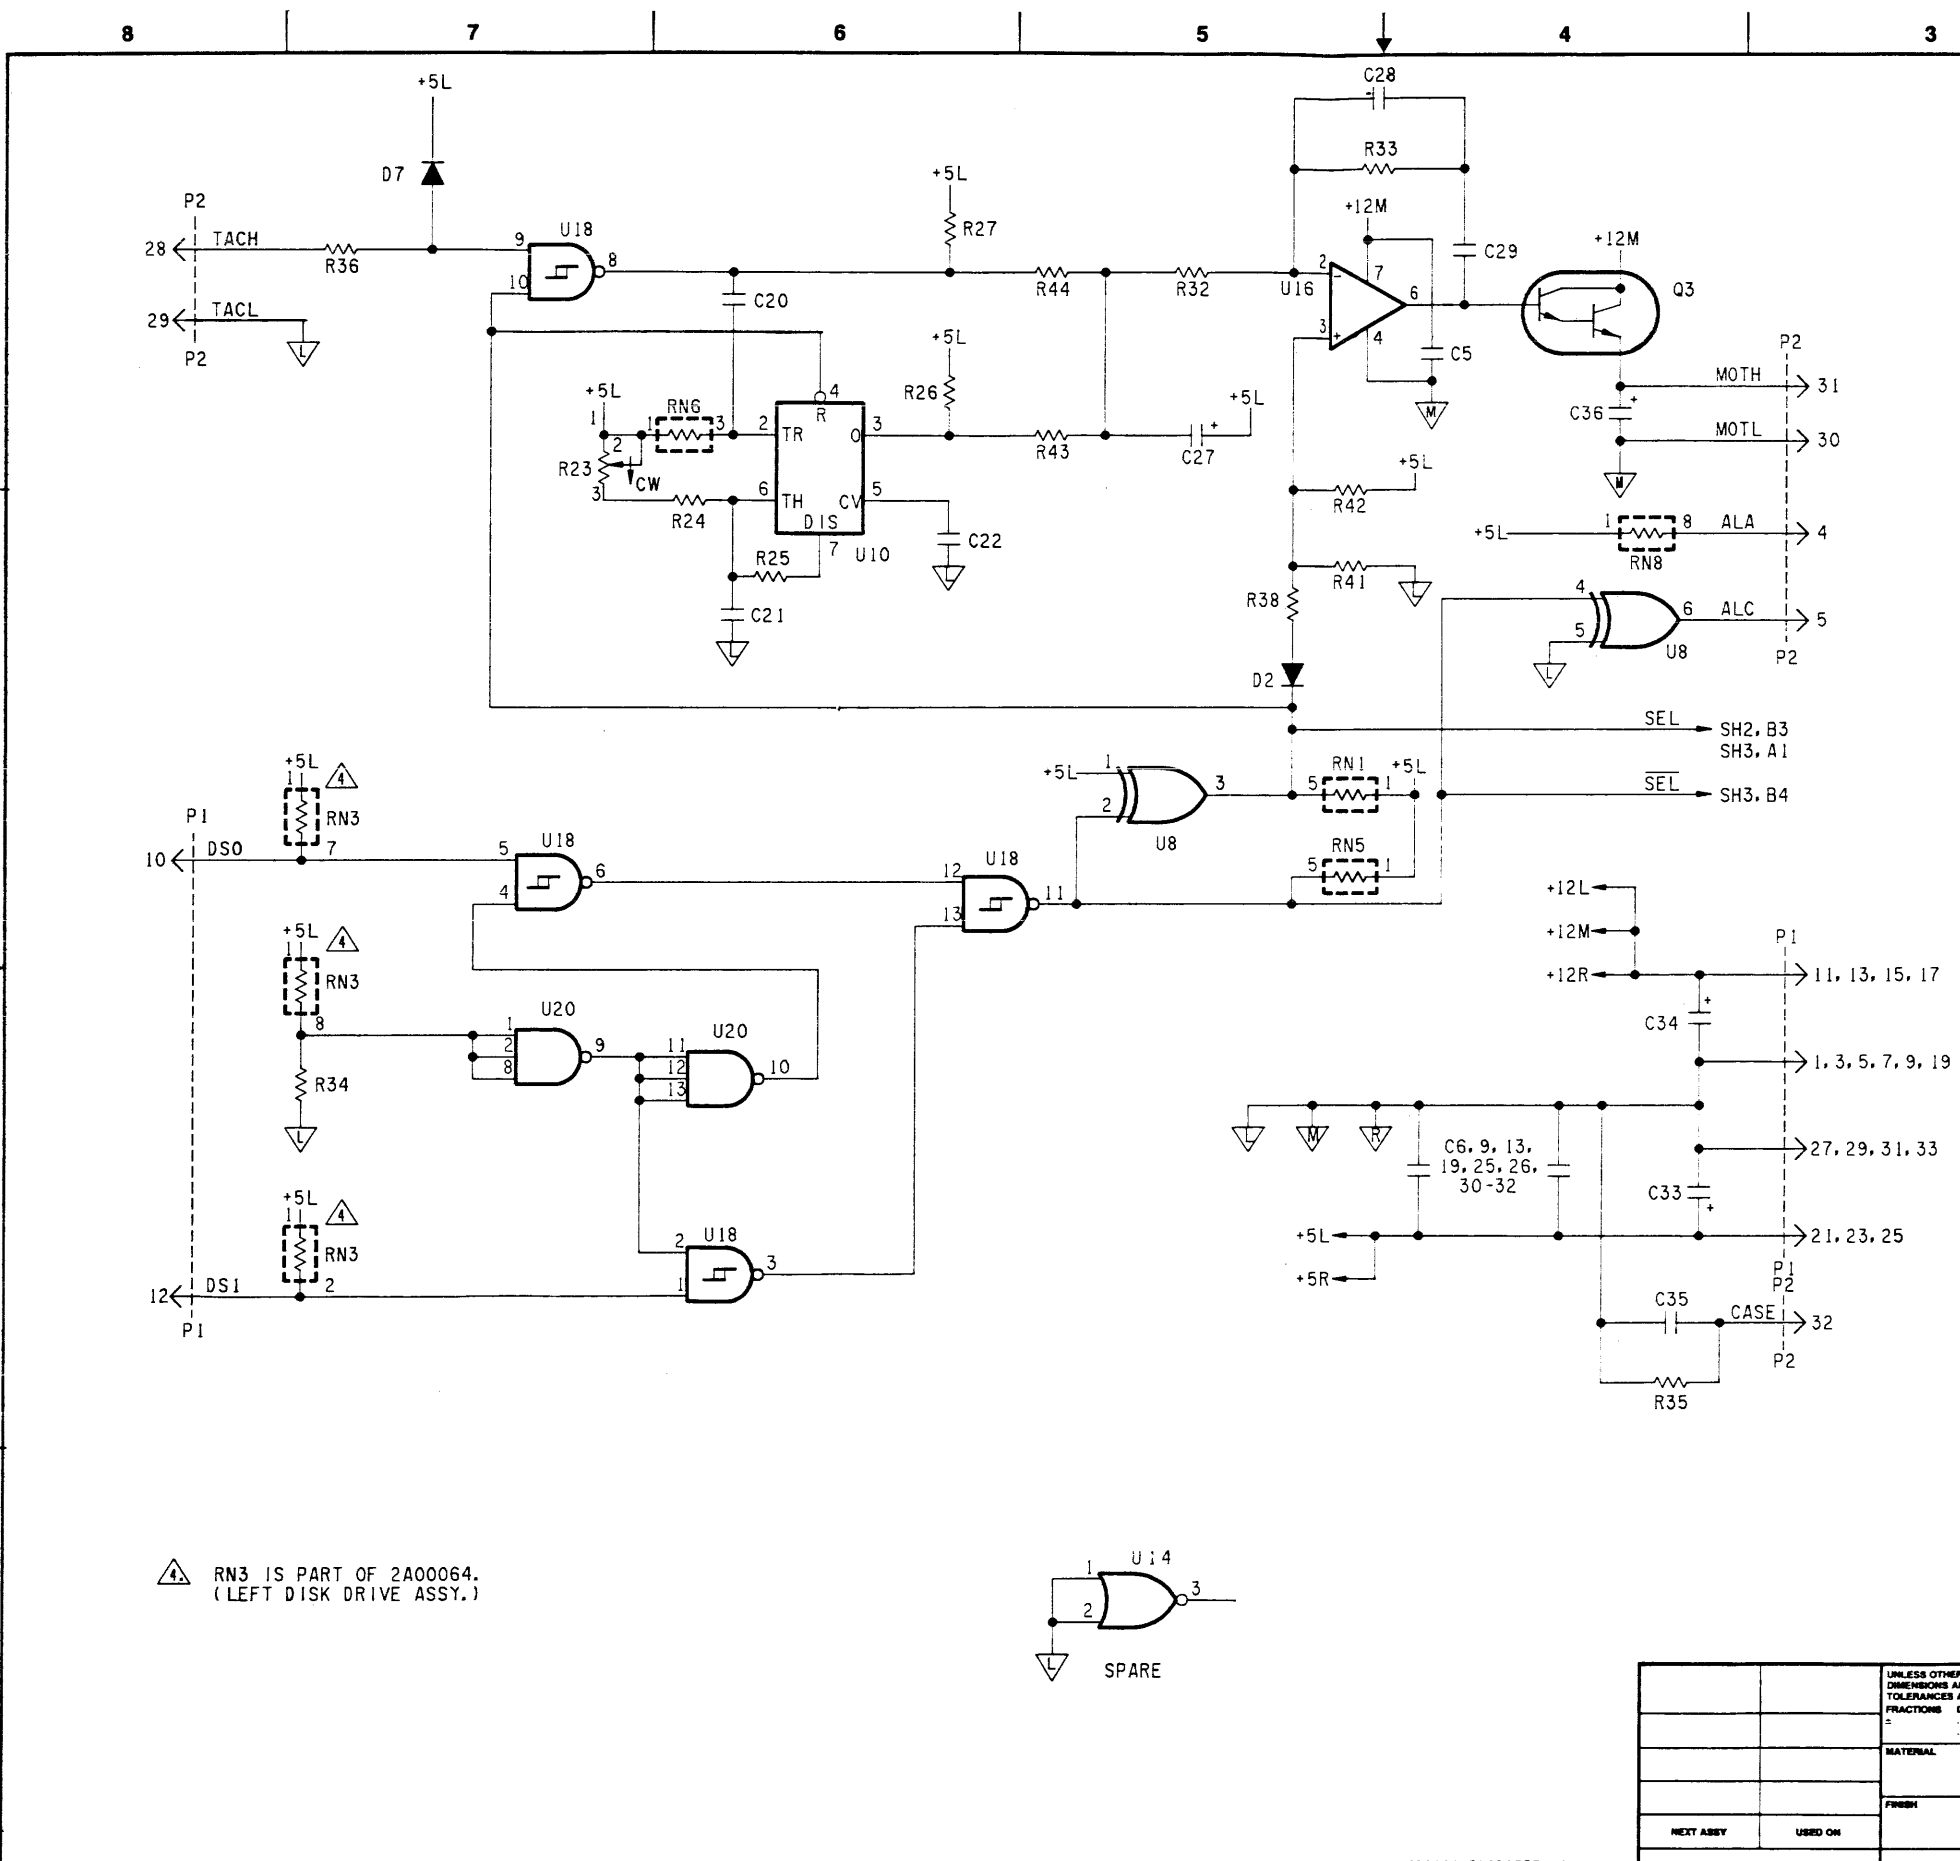 8 7 6 5 4 3
+5L
D7
P2
28 TACH
R36
9
10
U18
8
29 TACL
L
P2
C20
+5L
R27
R44
R32
C28
R33
+12M
2
-
U16
3
+
7
4
6
C29
C5
M
+12M
Q3
P2
MOTH 31
C36 +
MOTL 30
M
+5L 1 8 ALA 4
RN8
4
5
6 ALC 5
U8
L
P2
+5L
1
2
R23
3
CW
1 RN6 3
2 TR
4
R
O 3
6 TH
CV 5
DIS
7 U10
R24
R25
C21
L
C22
L
+5L
R26
R43
+
C27
+5L
+5L
R42
R41
L
R38
D2
SEL SH2, B3
SH3, A1
SEL SH3, B4
+5L 1
2
3
U8
5 RN1 1 +5L
5 RN5 1
+5L
1 4
RN3
7
P1
10 DS0
5
4
U18
6
12
13
U18
11
+5L
1 4
RN3
8
R34
L
1
2
8
U20
9
11
12
13
U20
10
+5L
1 4
RN3
2
12 DS1
P1
2
1
U18
3
+12L
+12M
+12R
P1
11, 13, 15, 17
+
C34
1, 3, 5, 7, 9, 19
L M R
C6, 9, 13,
19, 25, 26,
30-32
27, 29, 31, 33
C33
+
+5L
21, 23, 25
+5R
P1
P2
C35
CASE 32
P2
R35
4. RN3 IS PART OF 2A00064.
(LEFT DISK DRIVE ASSY.)
1
2
U14
3
L
SPARE
UNLESS OTHER
DIMENSIONS A
TOLERANCES
FRACTIONS
±
MATERIAL
FINISH
NEXT ASSY USED ON